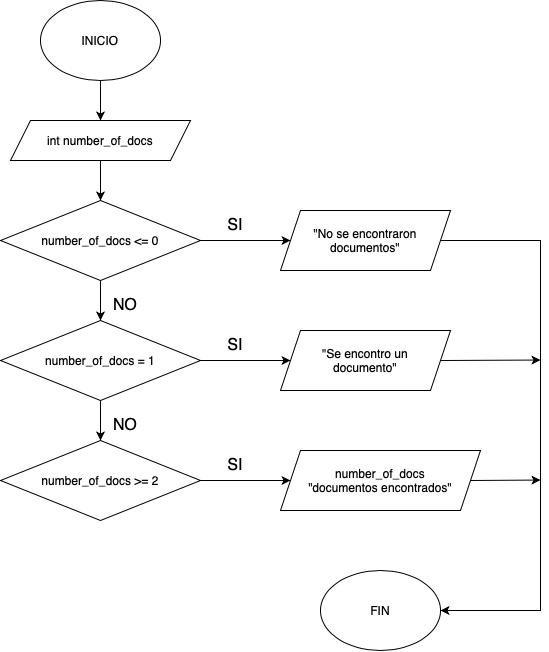 INICIO
int number_of_docs
number_of_docs <= 0
SI
"No se encontraron
documentos"
NO
number_of_docs = 1
SI
"Se encontro un
documento"
NO
number_of_docs >= 2
SI
number_of_docs
"documentos encontrados"
FIN